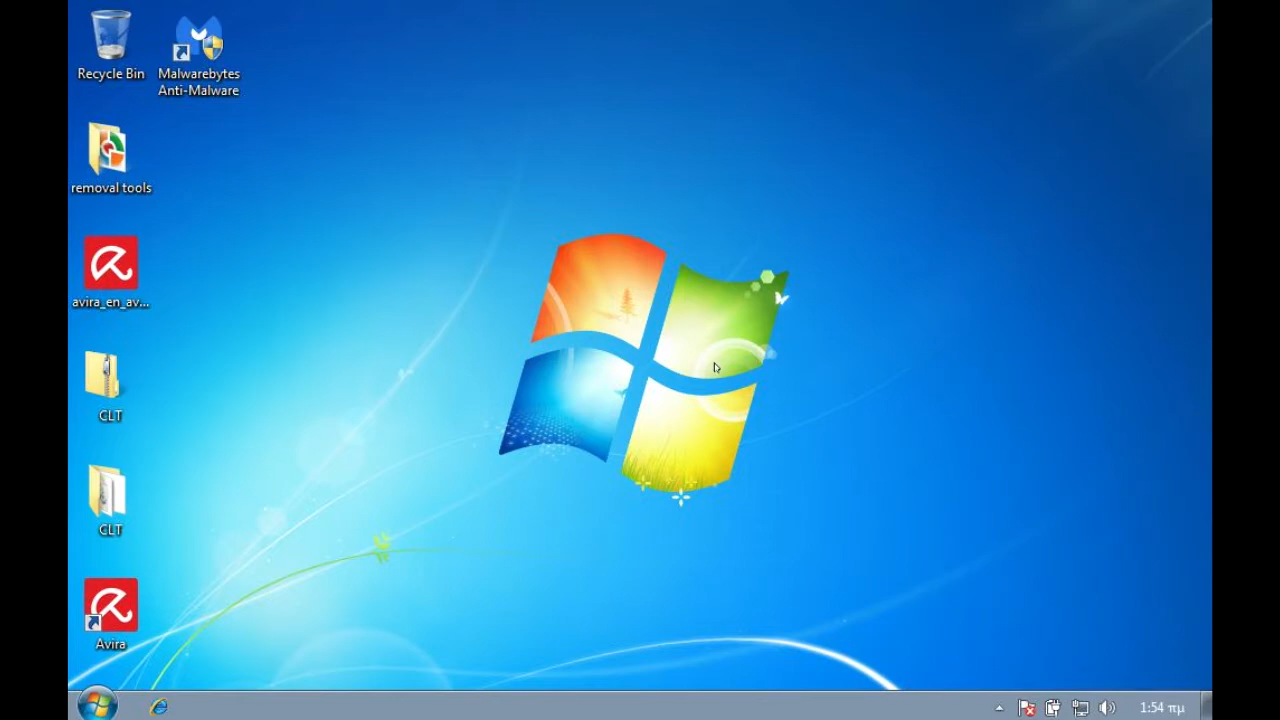 Recycle Bin
Malwarebytes
Anti-Malware
removal tools
avira_en_av...
CLT
CLT
Avira
1:54 πμ